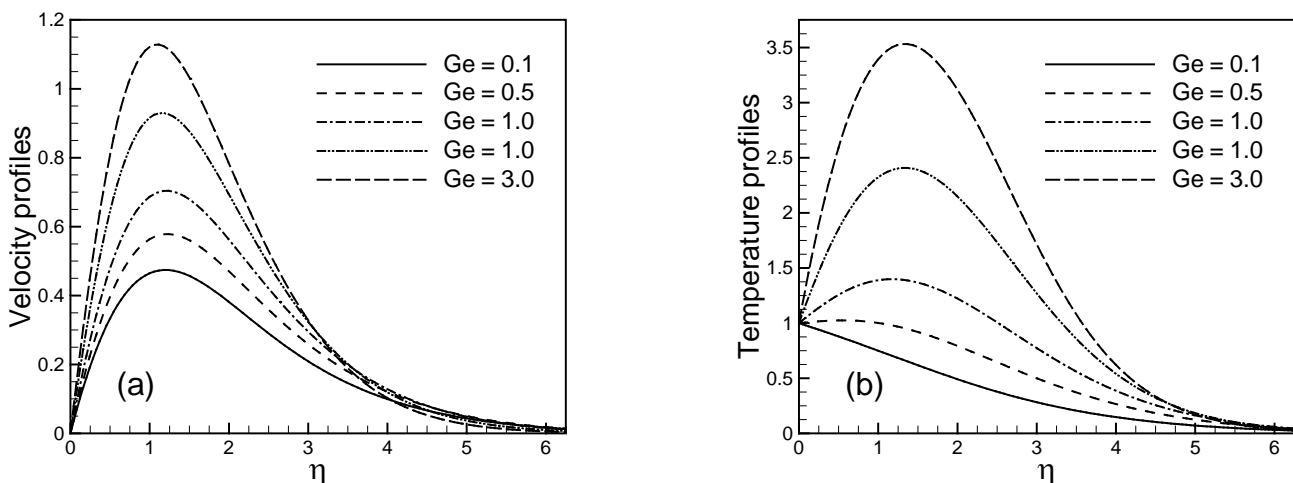 Velocity profiles
1.2
1
0.8
0.6
0.4
0.2
0
Ge = 0.1
Ge = 0.5
Ge = 1.0
Ge = 1.0
Ge = 3.0
(a)
0 1 2 3 4 5 6
η
Temperature profiles
3.5
3
2.5
2
1.5
1
0.5
0
Ge = 0.1
Ge = 0.5
Ge = 1.0
Ge = 1.0
Ge = 3.0
(b)
0 1 2 3 4 5 6
η